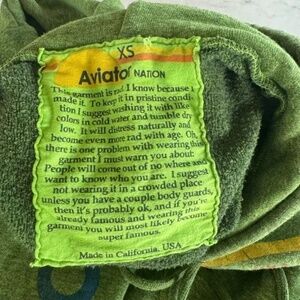 XS
Aviator NATION
This garment is rad I know because I
made it. To keep it in pristine condi-
tion I suggest washing it with like
colors in cold water and tumble dry
low. It will distress naturally and
become even more rad with age. Oh,
there is one problem with wearing this
garment I must warn you about:
People will come out of no where and
want to know who you are. I suggest
not wearing it in a crowded place
unless you have a couple body guards,
then it's probably ok, and if you're
already famous and wearing this
garment you will most likely become
super famous.
Made in California, USA